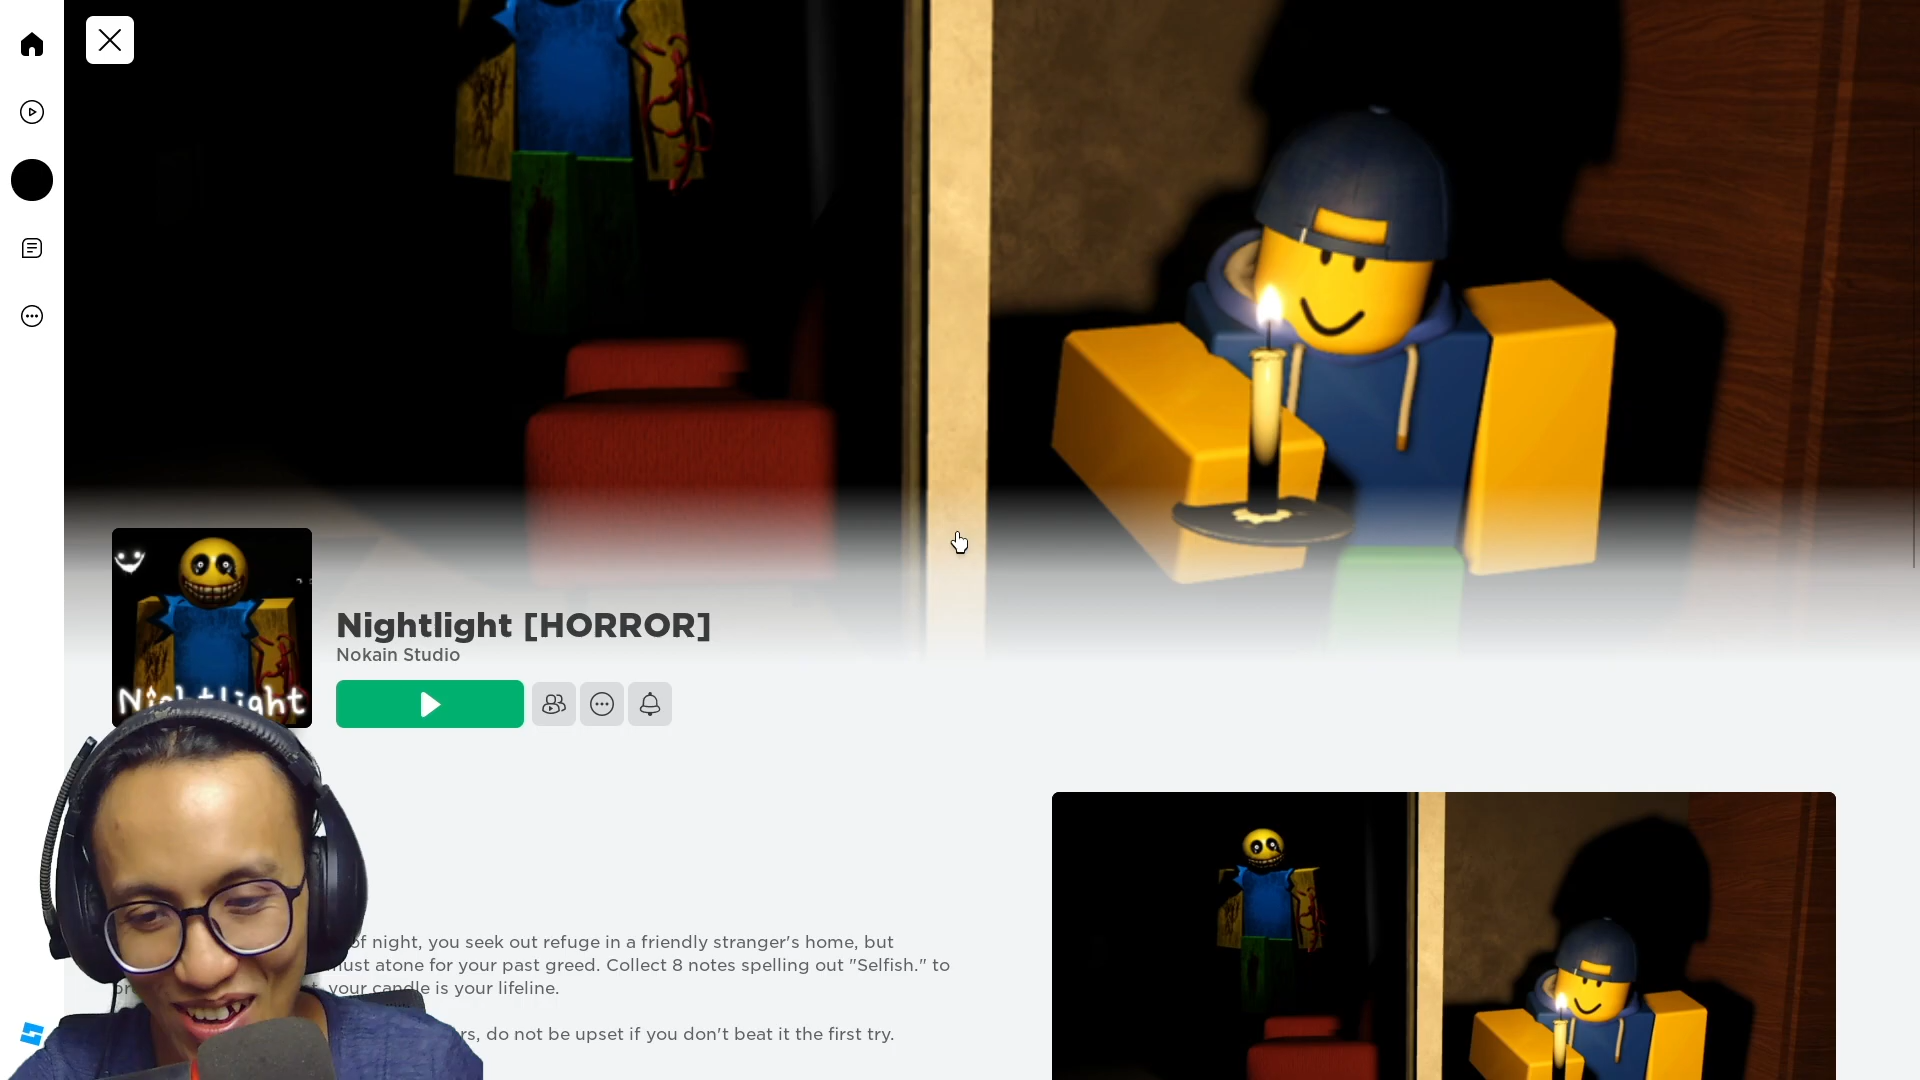 Nightlight
Nightlight [HORROR]
Nokain Studio
of night, you seek out refuge in a friendly stranger's home, but
must atone for your past greed. Collect 8 notes spelling out "Selfish." to
your candle is your lifeline.
do not be upset if you don't beat it the first try.